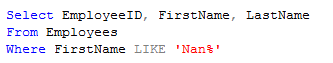 Select EmployeeID, FirstName, LastName
From Employees
Where FirstName LIKE 'Nan%'